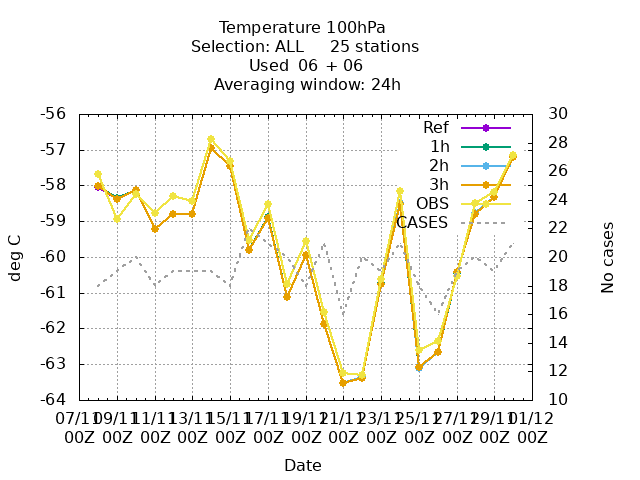 Temperature 100hPa
Selection: ALL 25 stations
Used 06 + 06
Averaging window: 24h
-56
-57
-58
-59
-60
-61
-62
-63
-64
deg C
30
28
26
24
22
20
18
16
14
12
10
No cases
Ref
1h
2h
3h
OBS
CASES
07/11 09/11 11/11 13/11 15/11 17/11 19/11 21/11 23/11 25/11 27/11 29/11 01/12
00Z 00Z 00Z 00Z 00Z 00Z 00Z 00Z 00Z 00Z 00Z 00Z 00Z
Date